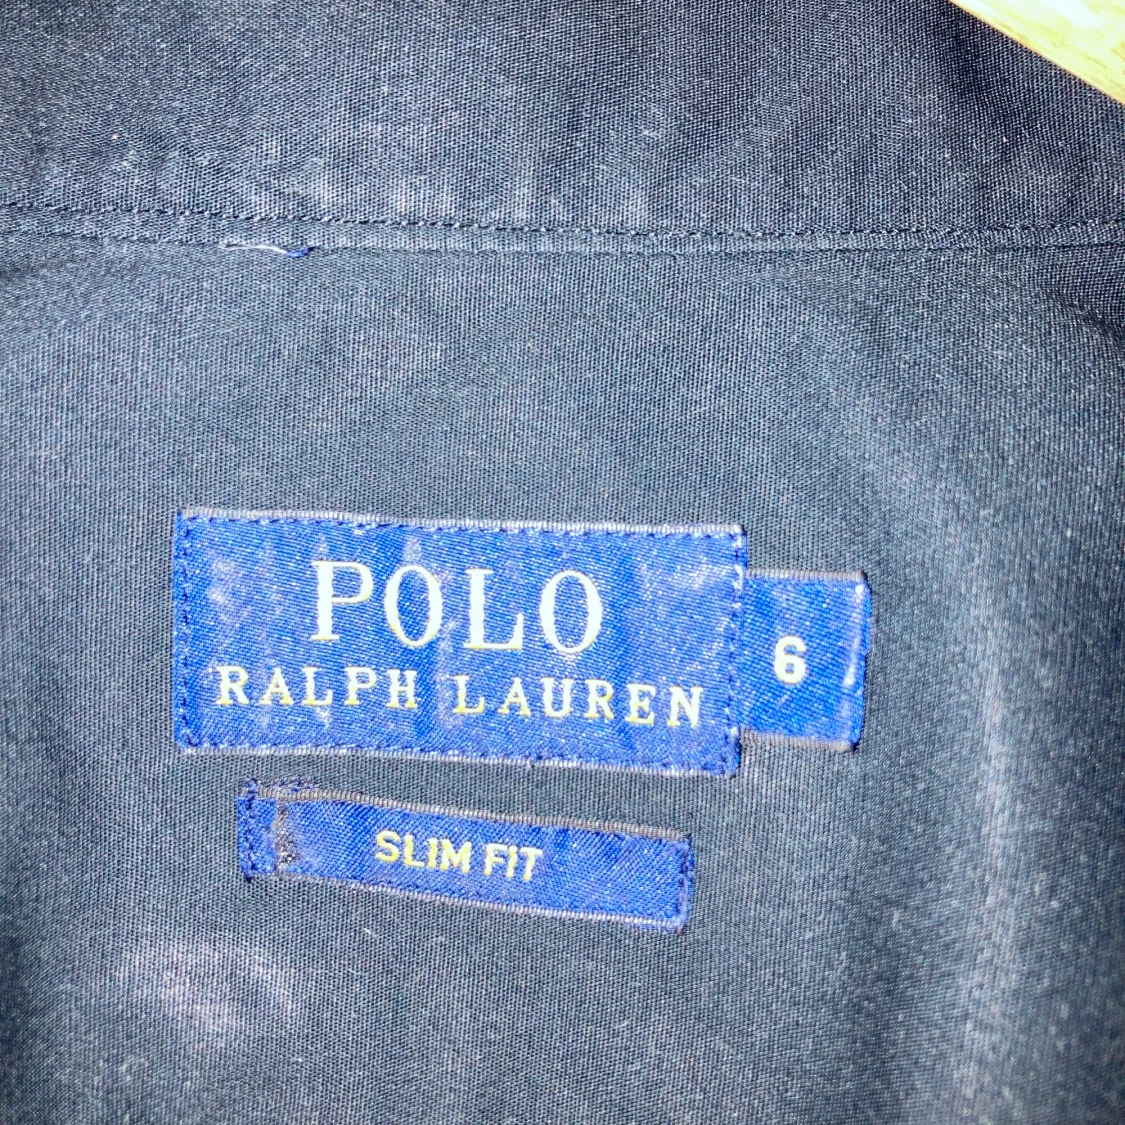 POLO
RALPH LAUREN
6
SLIM FIT